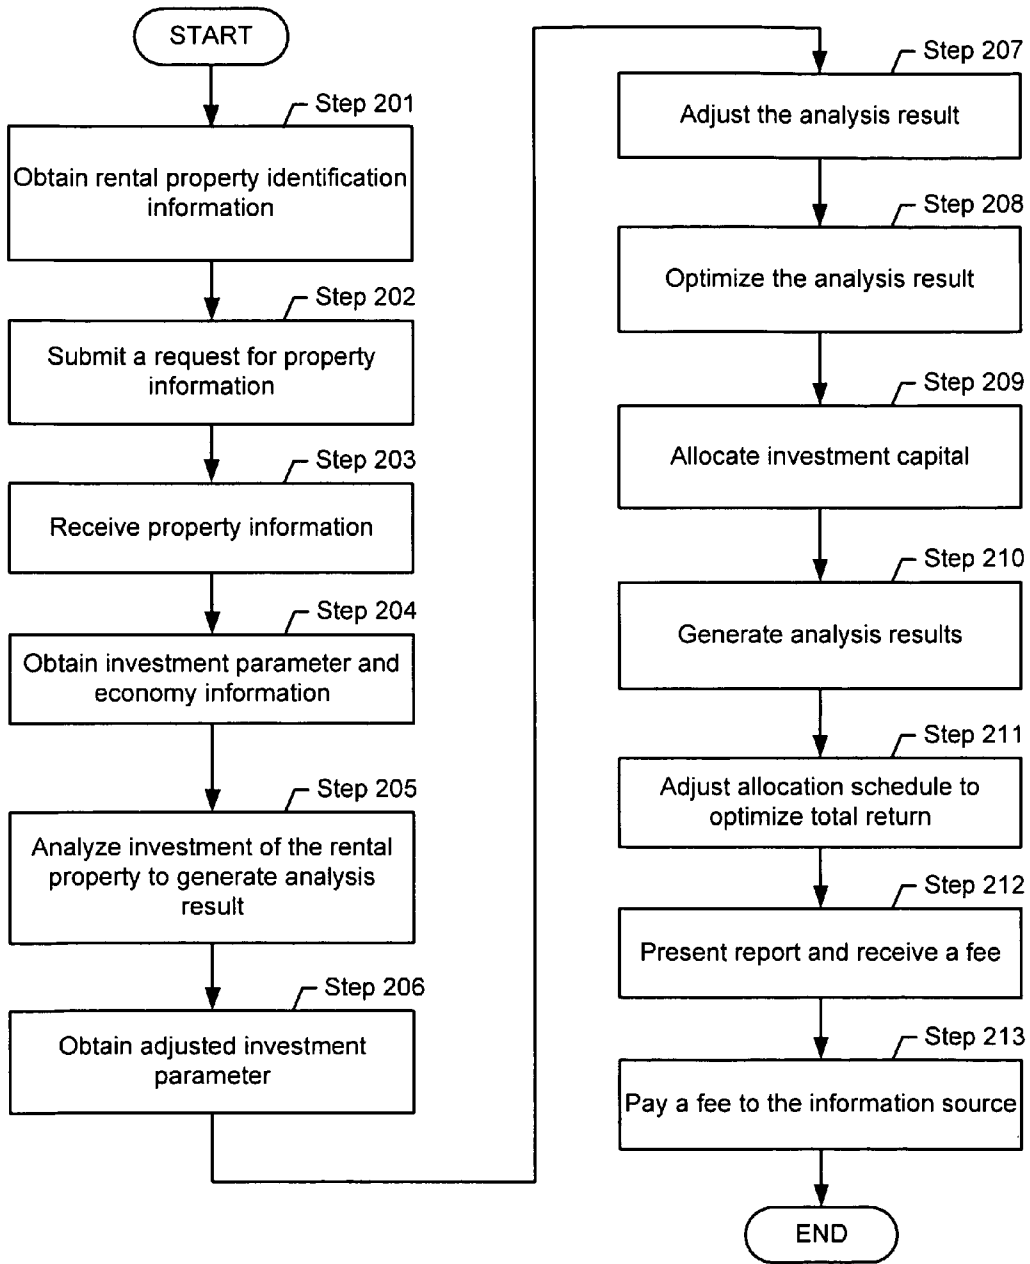 START
Step 201
Obtain rental property identification
information
Step 202
Submit a request for property
information
Step 203
Receive property information
Step 204
Obtain investment parameter and
economy information
Step 205
Analyze investment of the rental
property to generate analysis
result
Step 206
Obtain adjusted investment
parameter
Step 207
Adjust the analysis result
Step 208
Optimize the analysis result
Step 209
Allocate investment capital
Step 210
Generate analysis results
Step 211
Adjust allocation schedule to
optimize total return
Step 212
Present report and receive a fee
Step 213
Pay a fee to the information source
END